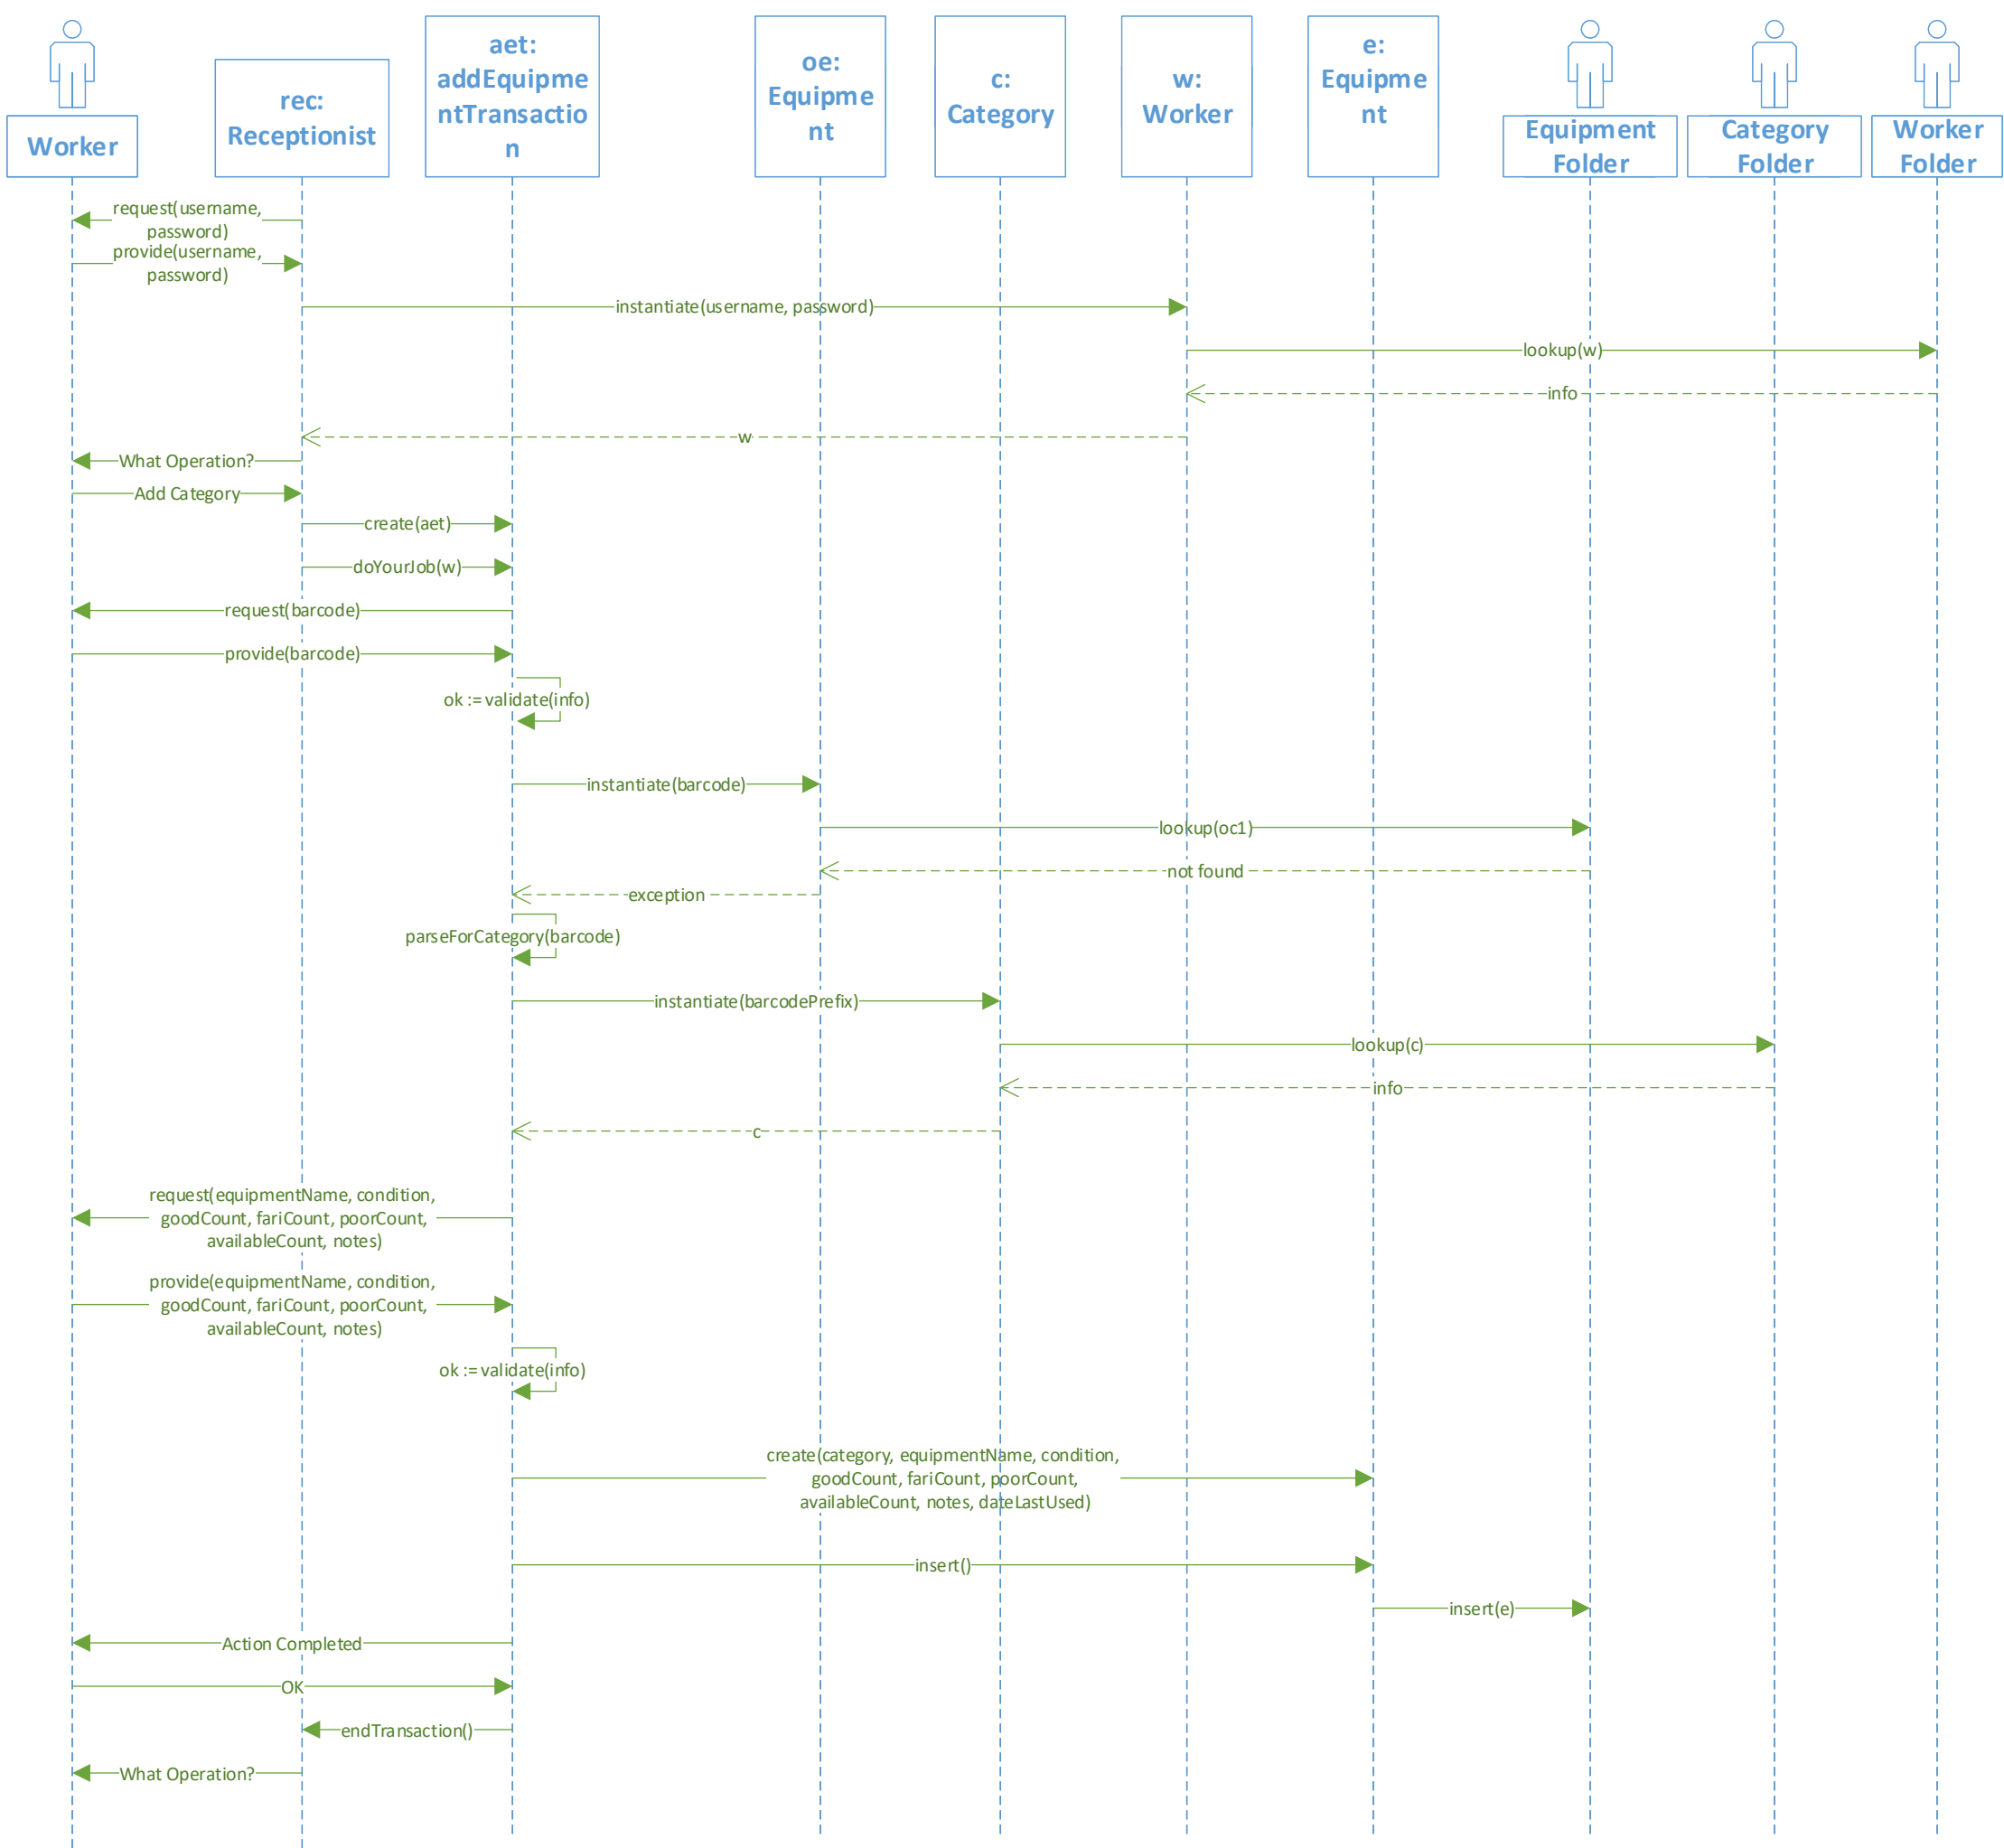 Worker
rec:
Receptionist
aet:
addEquipme
ntTransactio
n
oe:
Equipme
nt
c:
Category
w:
Worker
e:
Equipme
nt
Equipment
Folder
Category
Folder
Worker
Folder
request(username,
password)
provide(username,
password)
instantiate(username, password)
lookup(w)
info
w
What Operation?
Add Category
create(aet)
doYourJob(w)
request(barcode)
provide(barcode)
ok := validate(info)
instantiate(barcode)
lookup(oc1)
not found
exception
parseForCategory(barcode)
instantiate(barcodePrefix)
lookup(c)
info
c
request(equipmentName, condition,
goodCount, fariCount, poorCount,
availableCount, notes)
provide(equipmentName, condition,
goodCount, fariCount, poorCount,
availableCount, notes)
ok := validate(info)
create(category, equipmentName, condition,
goodCount, fariCount, poorCount,
availableCount, notes, dateLastUsed)
insert()
insert(e)
Action Completed
OK
endTransaction()
What Operation?